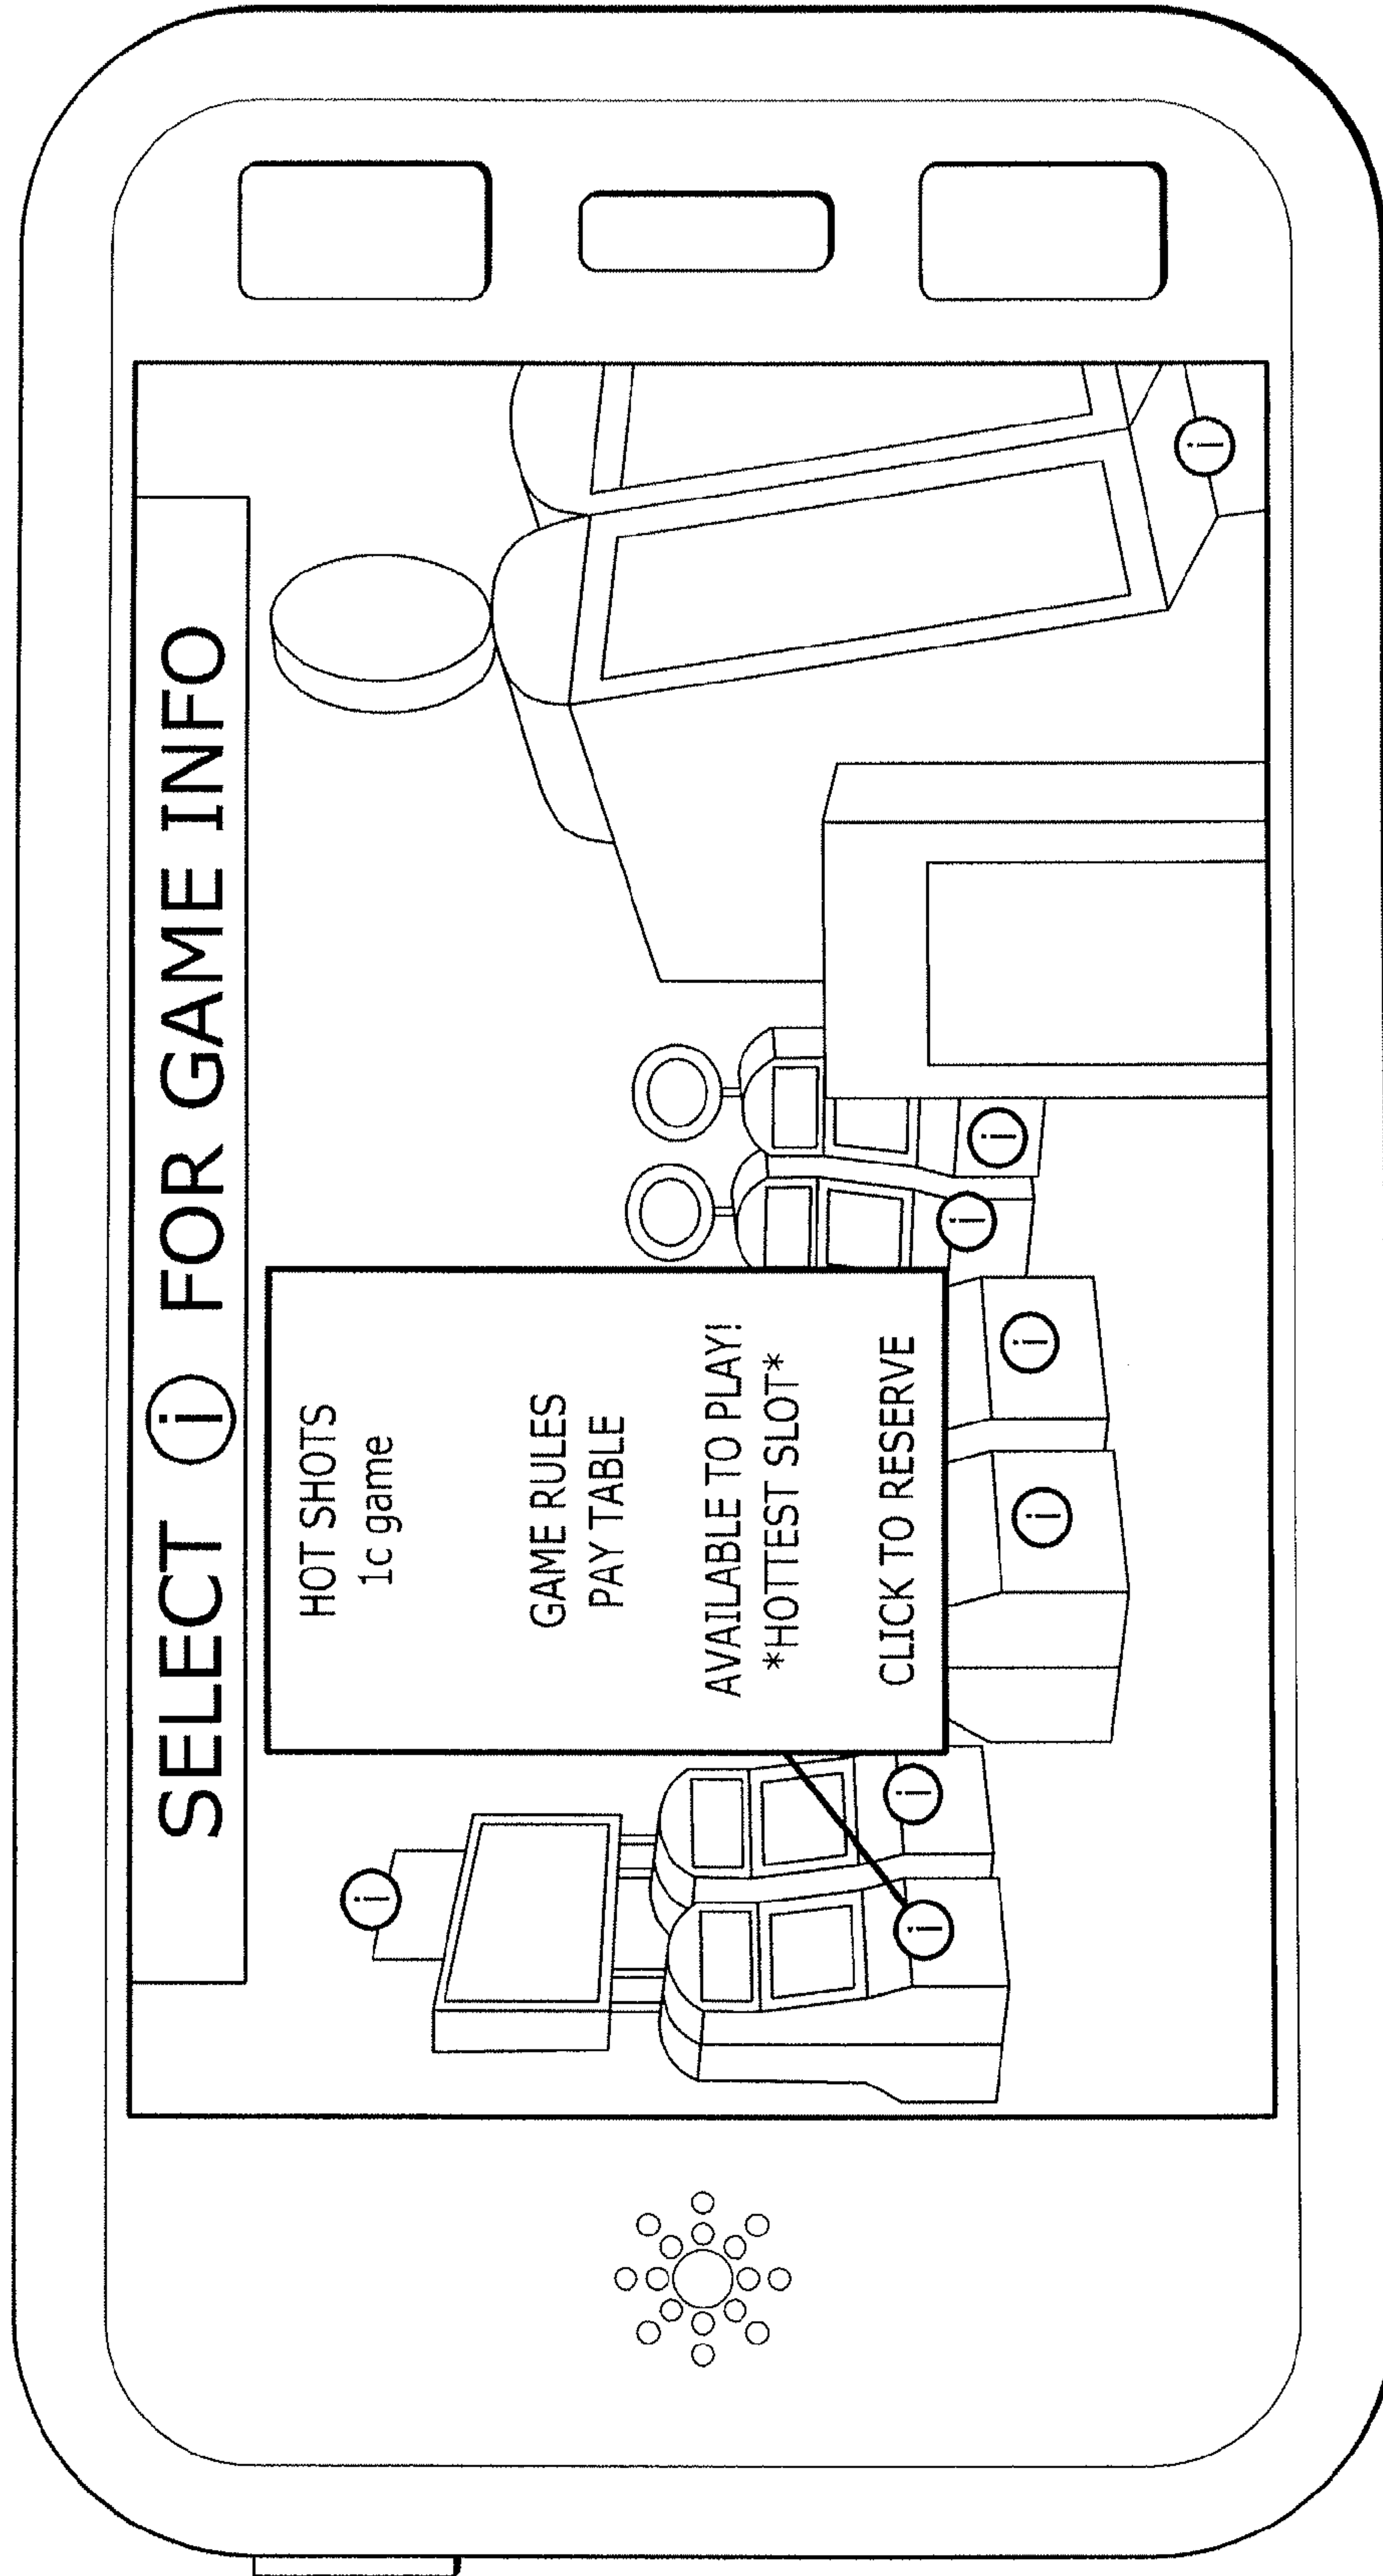 SELECT i FOR GAME INFO
HOT SHOTS
1c game
GAME RULES
PAY TABLE
AVAILABLE TO PLAY!
*HOTTEST SLOT*
CLICK TO RESERVE
i
i
i
i
i
i
i
i